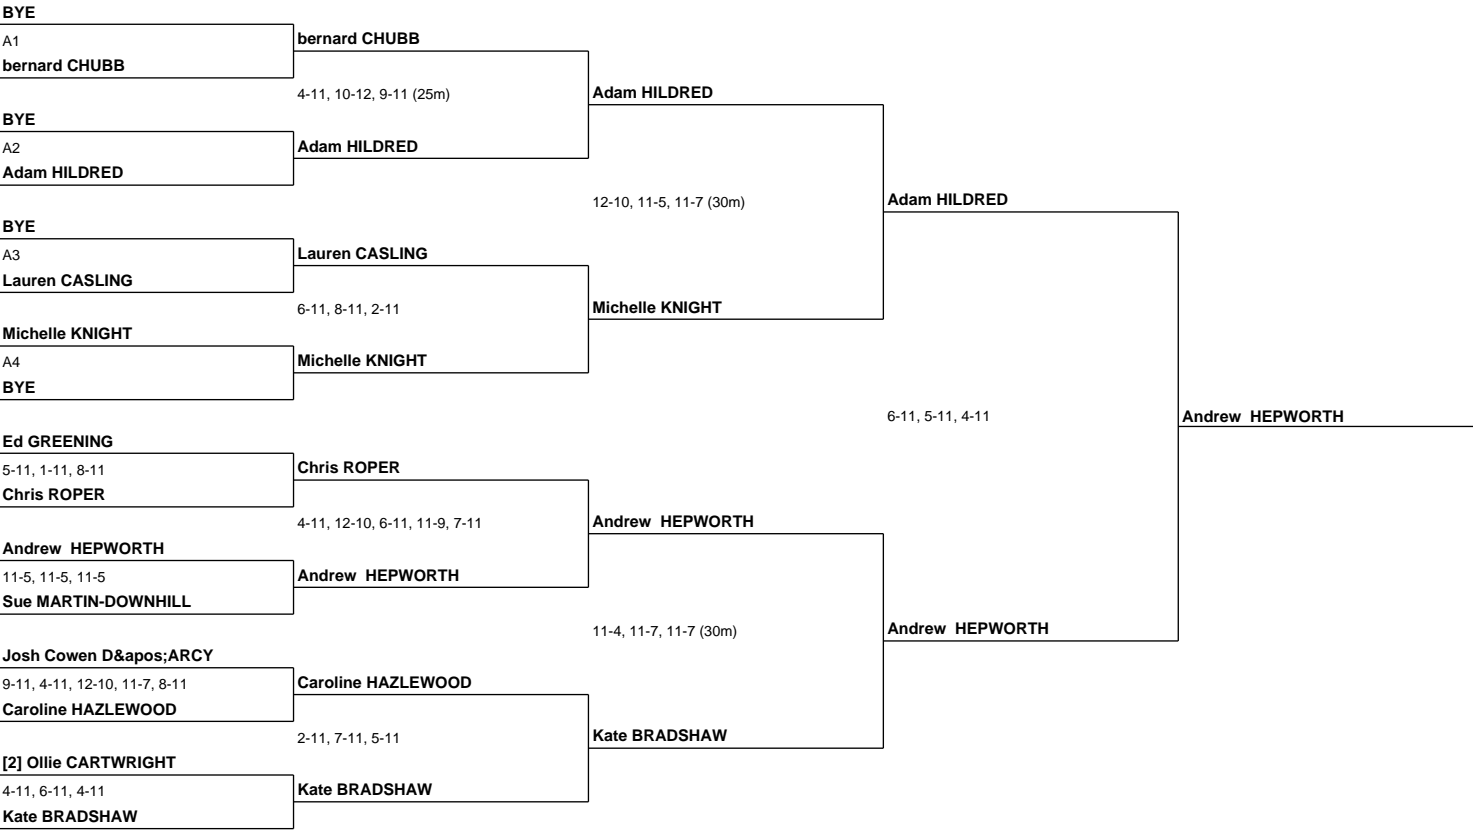 BYE
A1
bernard CHUBB
bernard CHUBB
4-11, 10-12, 9-11 (25m)
BYE
A2
Adam HILDRED
Adam HILDRED
Adam HILDRED
12-10, 11-5, 11-7 (30m)
BYE
A3
Lauren CASLING
Lauren CASLING
6-11, 8-11, 2-11
Michelle KNIGHT
A4
BYE
Michelle KNIGHT
Michelle KNIGHT
Adam HILDRED
6-11, 5-11, 4-11
Ed GREENING
5-11, 1-11, 8-11
Chris ROPER
Chris ROPER
4-11, 12-10, 6-11, 11-9, 7-11
Andrew  HEPWORTH
11-5, 11-5, 11-5
Sue MARTIN-DOWNHILL
Andrew  HEPWORTH
Andrew  HEPWORTH
11-4, 11-7, 11-7 (30m)
Josh Cowen D&apos;ARCY
9-11, 4-11, 12-10, 11-7, 8-11
Caroline HAZLEWOOD
Caroline HAZLEWOOD
2-11, 7-11, 5-11
[2] Ollie CARTWRIGHT
4-11, 6-11, 4-11
Kate BRADSHAW
Kate BRADSHAW
Kate BRADSHAW
Andrew  HEPWORTH
Andrew  HEPWORTH